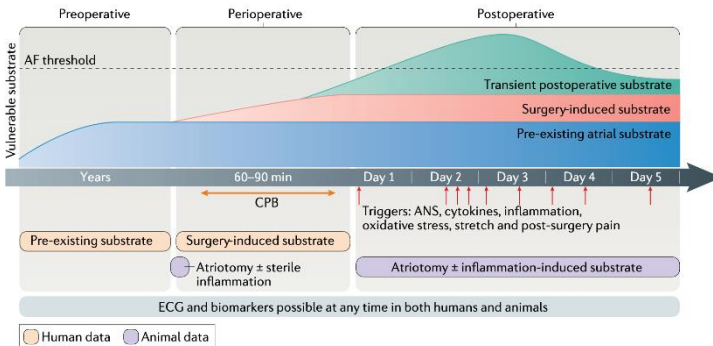 Preoperative
Perioperative
Postoperative
Vulnerable substrate
AF threshold
Transient postoperative substrate
Surgery-induced substrate
Pre-existing atrial substrate
Years
60–90 min
Day 1
Day 2
Day 3
Day 4
Day 5
CPB
Triggers: ANS, cytokines, inflammation,
oxidative stress, stretch and post-surgery pain
Pre-existing substrate
Surgery-induced substrate
Atriotomy ± sterile
inflammation
Atriotomy ± inflammation-induced substrate
ECG and biomarkers possible at any time in both humans and animals
Human data
Animal data